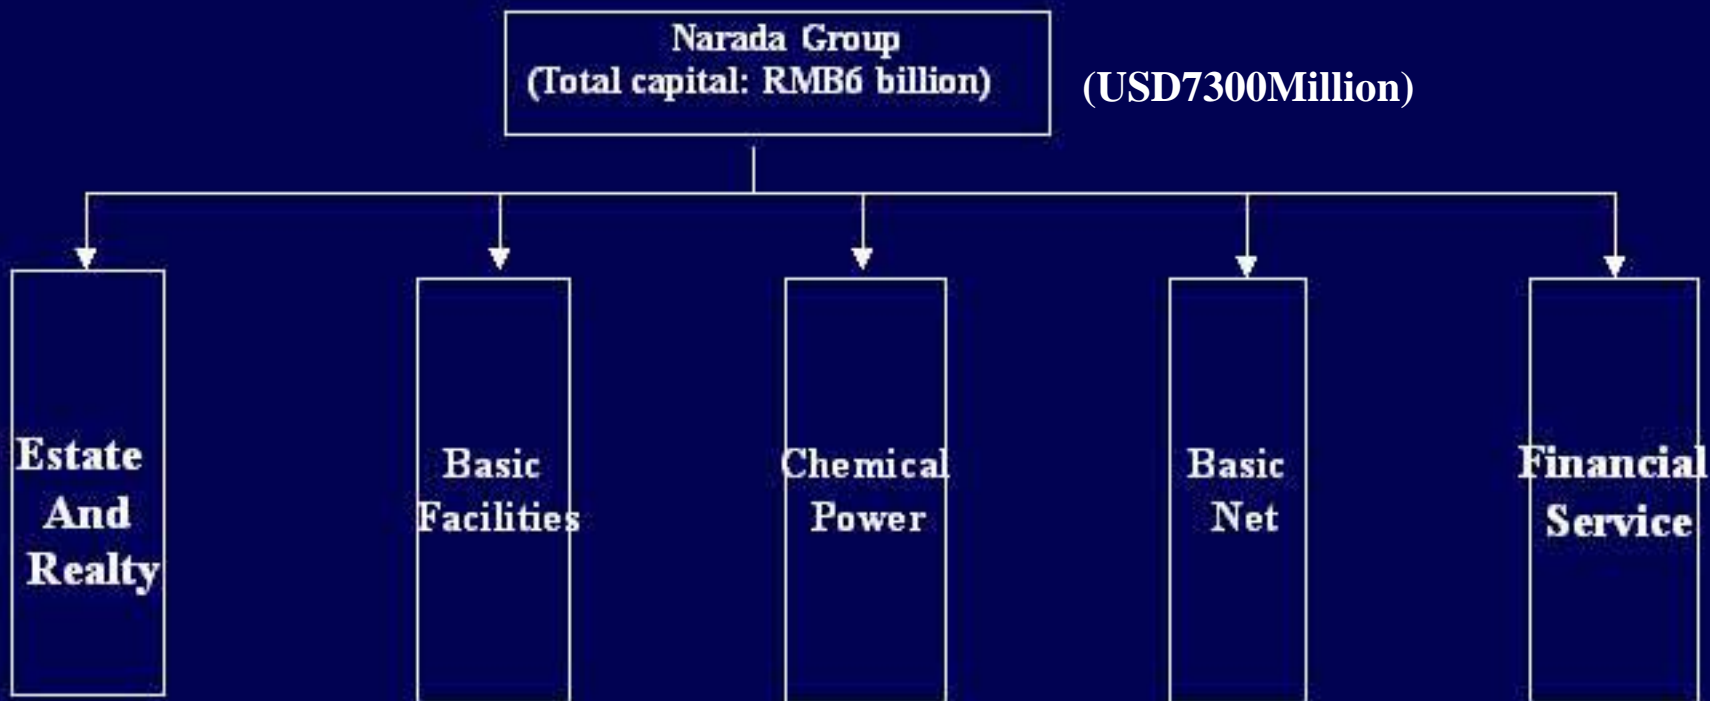 Narada Group
(Total capital: RMB6 billion)
(USD7300Million)
Estate
And
Realty
Basic
Facilities
Chemical
Power
Basic
Net
Financial
Service